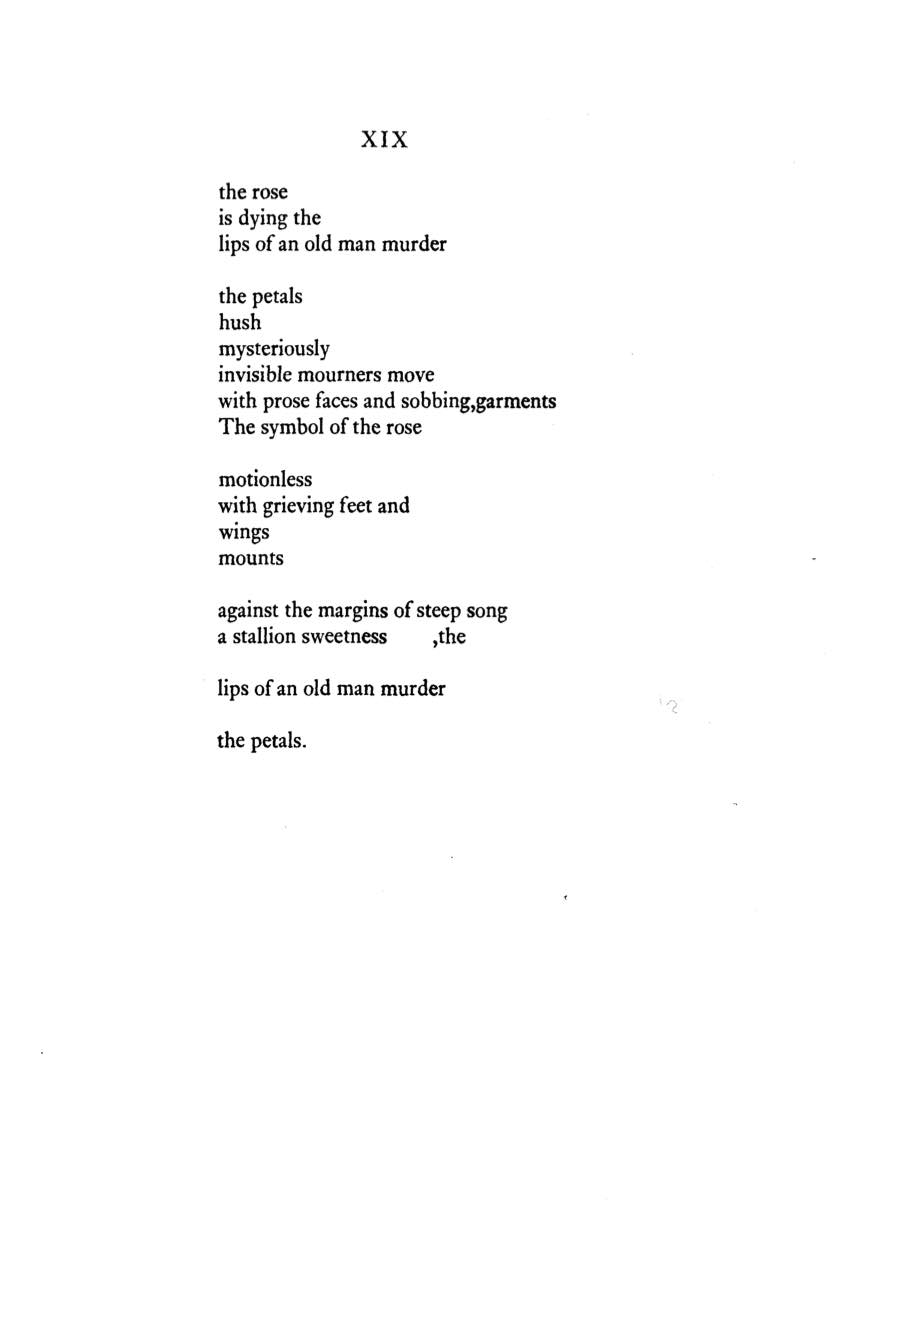 XIX
the rose
is dying the
lips of an old man murder
the petals
hush
mysteriously
invisible mourners move
with prose faces and sobbing,garments
The symbol of the rose
motionless
with grieving feet and
wings
mounts
against the margins of steep song
a stallion sweetness ,the
lips of an old man murder
the petals.